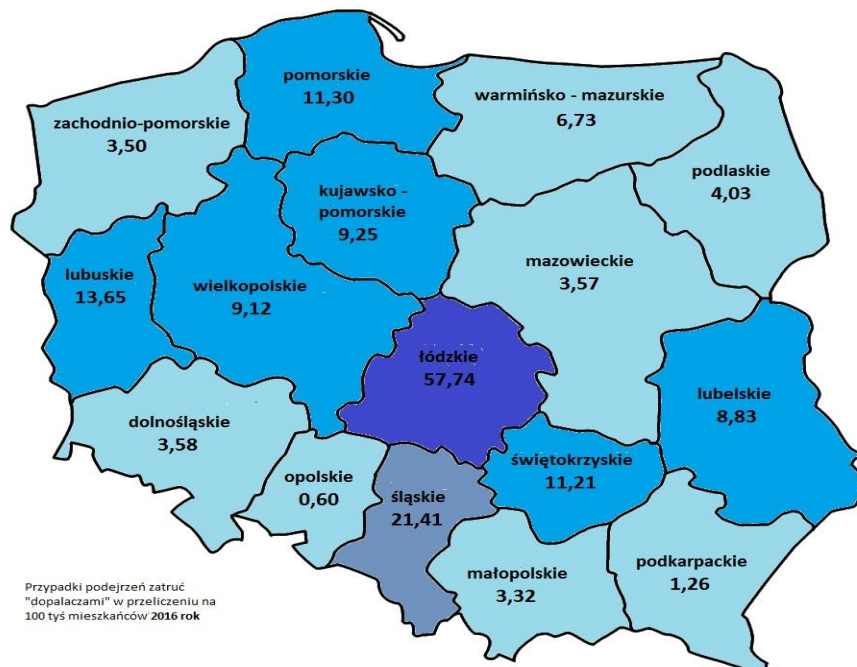 pomorskie
11,30
warmińsko - mazurskie
6,73
zachodnio-pomorskie
3,50
podlaskie
4,03
kujawsko -
pomorskie
9,25
mazowieckie
3,57
lubuskie
13,65
wielkopolskie
9,12
łódzkie
57,74
lubelskie
8,83
dolnośląskie
3,58
opolskie
0,60
śląskie
21,41
świętokrzyskie
11,21
małopolskie
3,32
podkarpackie
1,26
Przypadki podejrzeń zatruć
"dopalaczami" w przeliczeniu na
100 tyś mieszkańców 2016 rok